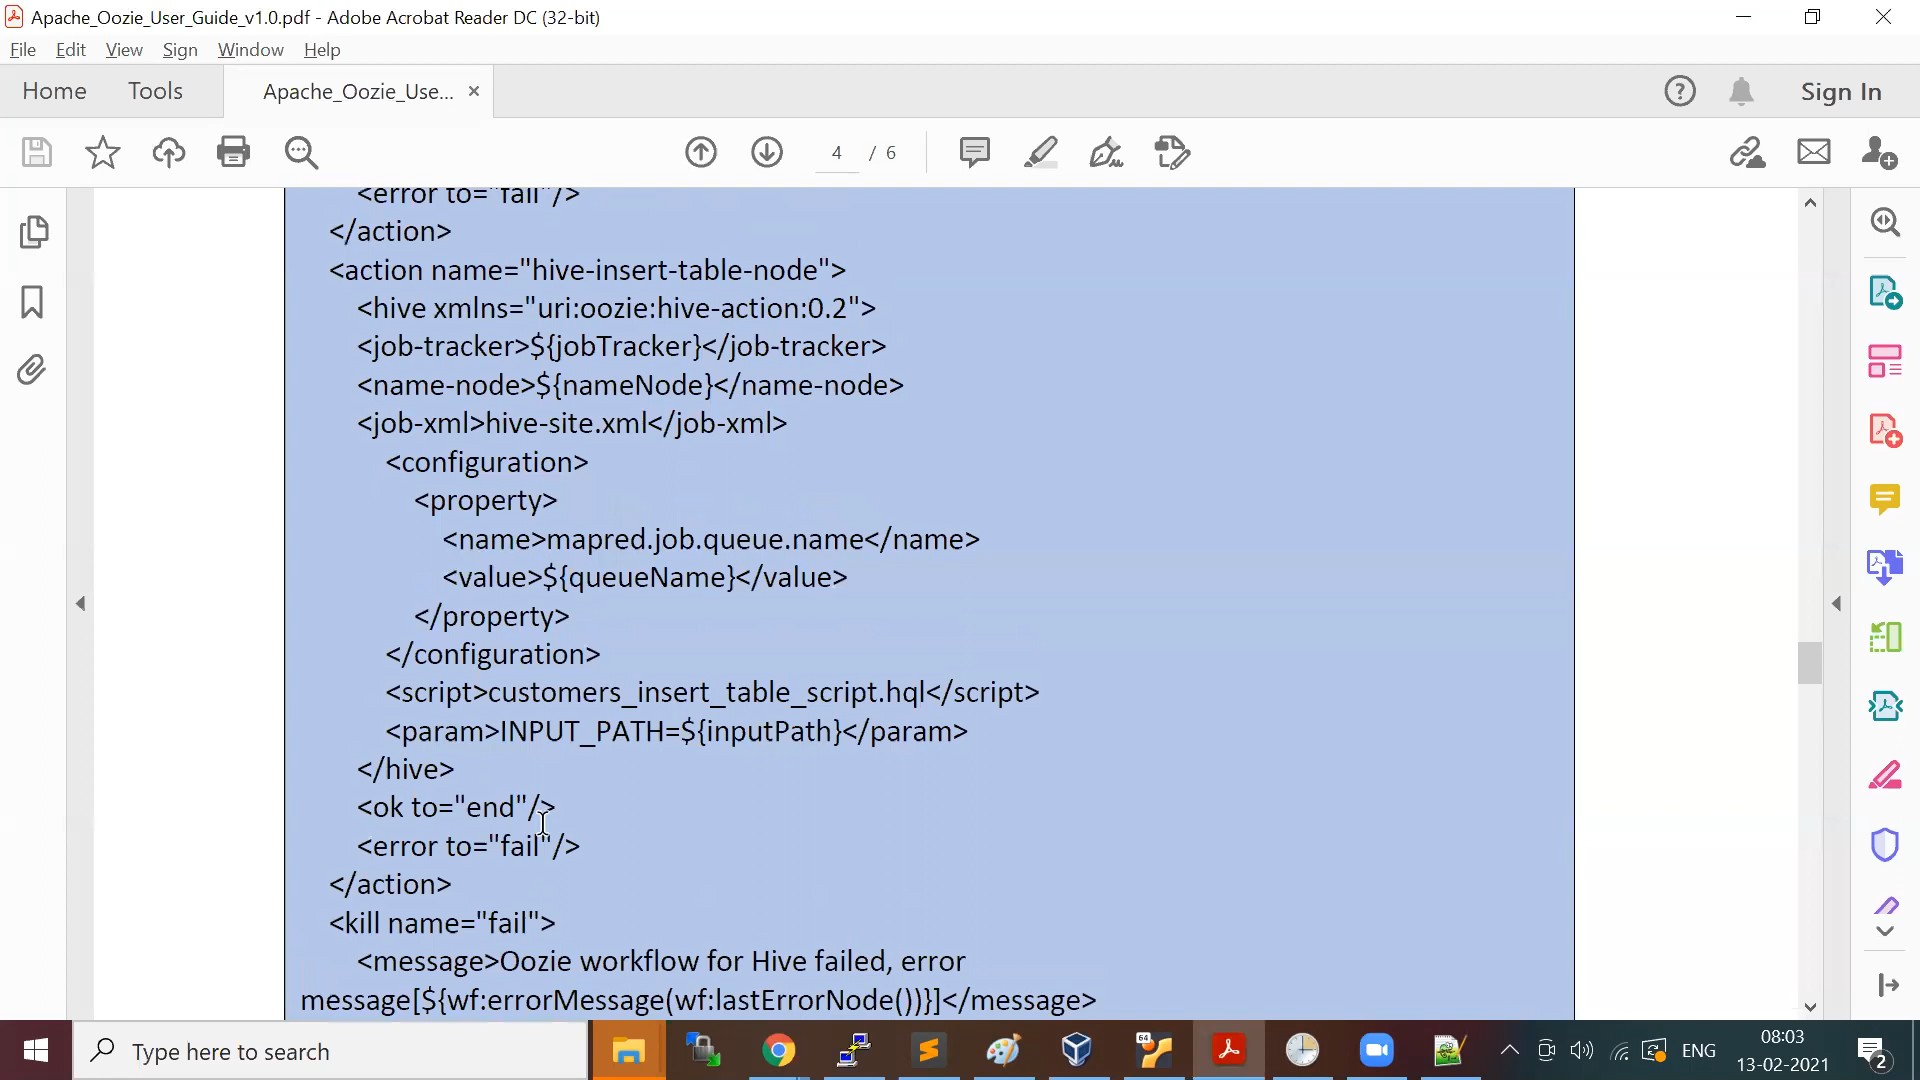 Apache_Oozie_User_Guide_v1.0.pdf - Adobe Acrobat Reader DC (32-bit)
File Edit View Sign Window Help
Home Tools Apache_Oozie_Use... × Sign In
4 / 6
<error to="fail"/>
</action>
<action name="hive-insert-table-node">
<hive xmlns="uri:oozie:hive-action:0.2">
<job-tracker>${jobTracker}</job-tracker>
<name-node>${nameNode}</name-node>
<job-xml>hive-site.xml</job-xml>
<configuration>
<property>
<name>mapred.job.queue.name</name>
<value>${queueName}</value>
</property>
</configuration>
<script>customers_insert_table_script.hql</script>
<param>INPUT_PATH=${inputPath}</param>
</hive>
<ok to="end"/>
<error to="fail"/>
</action>
<kill name="fail">
<message>Oozie workflow for Hive failed, error
message[${wf:errorMessage(wf:lastErrorNode())}]</message>
Type here to search
64
ENG
08:03
13-02-2021
2